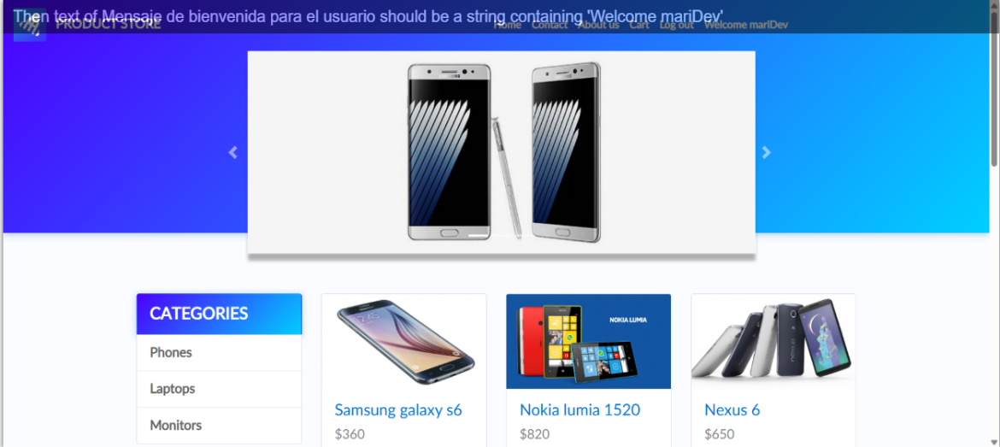 Then text of Mensaje de bienvenida para el usuario should be a string containing 'Welcome mariDev'
PRODUCT STORE
Home Contact About us Cart Log out Welcome mariDev
SAMSUNG SAMSUNG
CATEGORIES
Phones
Laptops
Monitors
NOKIA LUMIA
Samsung galaxy s6
$360
Nokia lumia 1520
$820
Nexus 6
$650